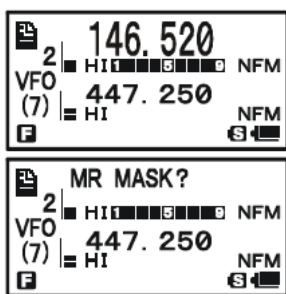 146.520
2 HI 1 5 9 NFM
VFO
447.250
(7) HI NFM
F S
MR MASK?
2 HI 1 5 9 NFM
VFO
447.250
(7) HI NFM
F S